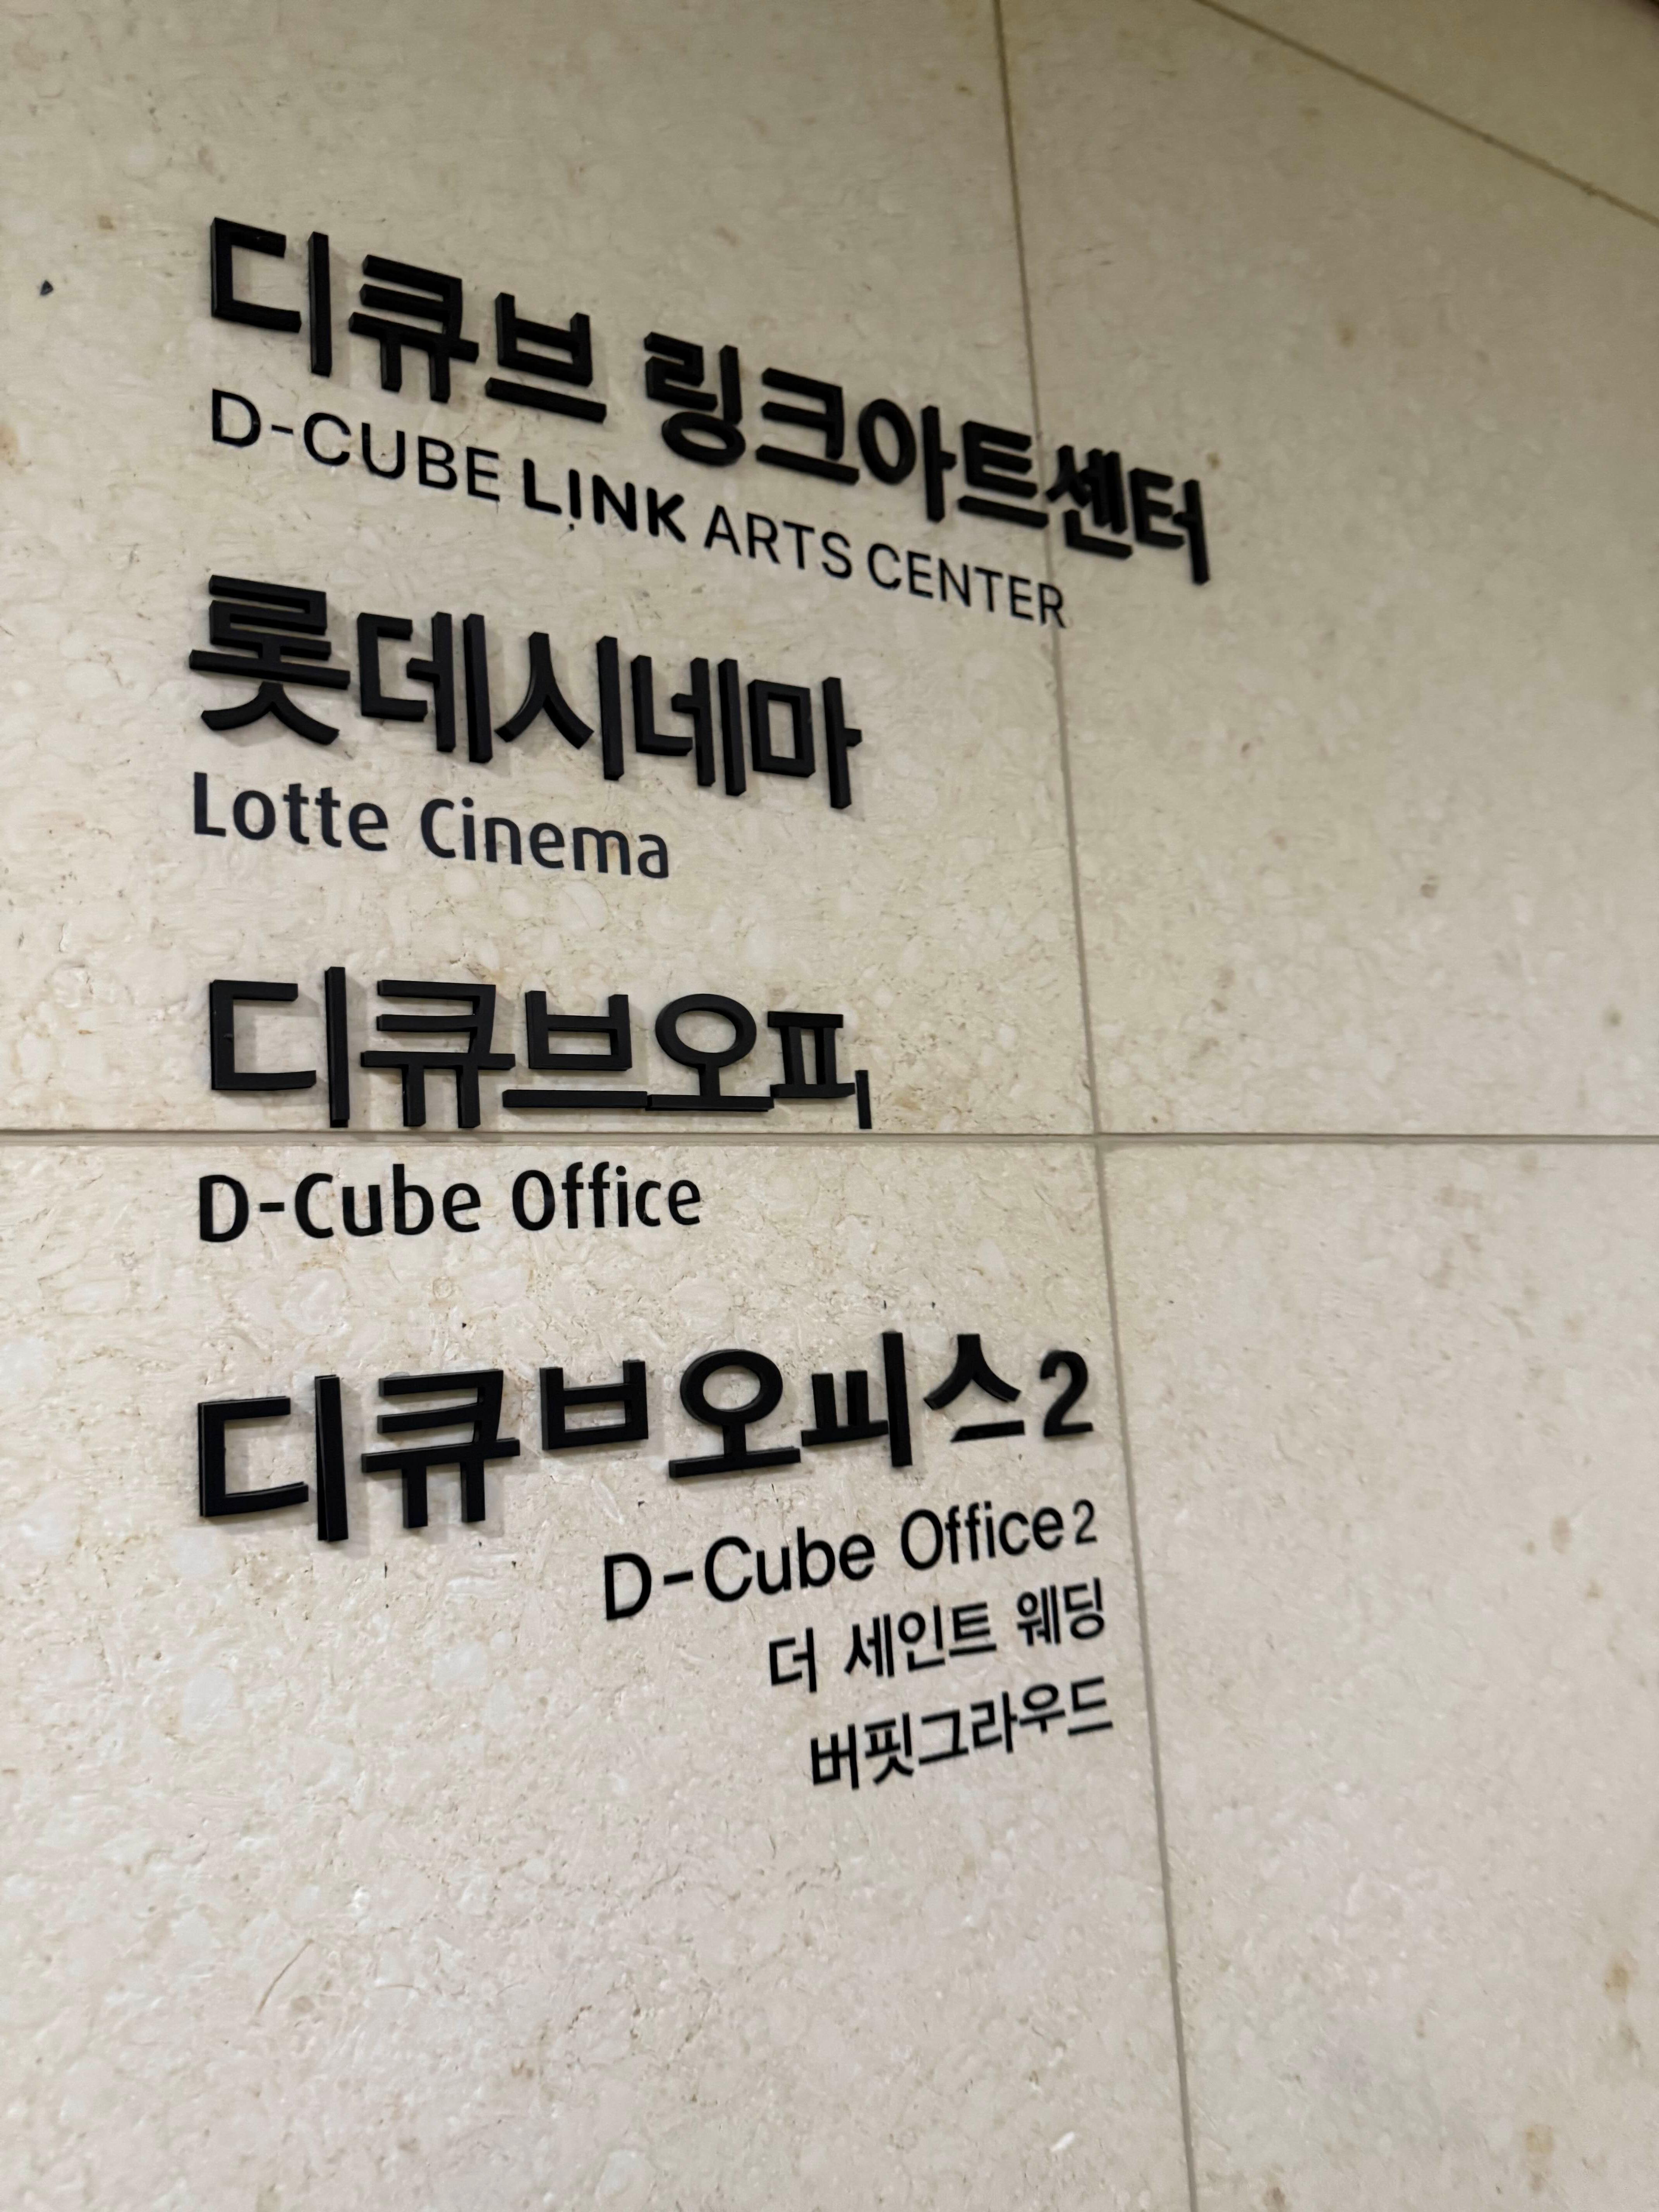 디큐브 링크아트센터
D-CUBE LINK ARTS CENTER
롯데시네마
Lotte Cinema
디큐브오피
D-Cube Office
디큐브오피스2
D-Cube Office2
더 세인트 웨딩
버핏그라우드